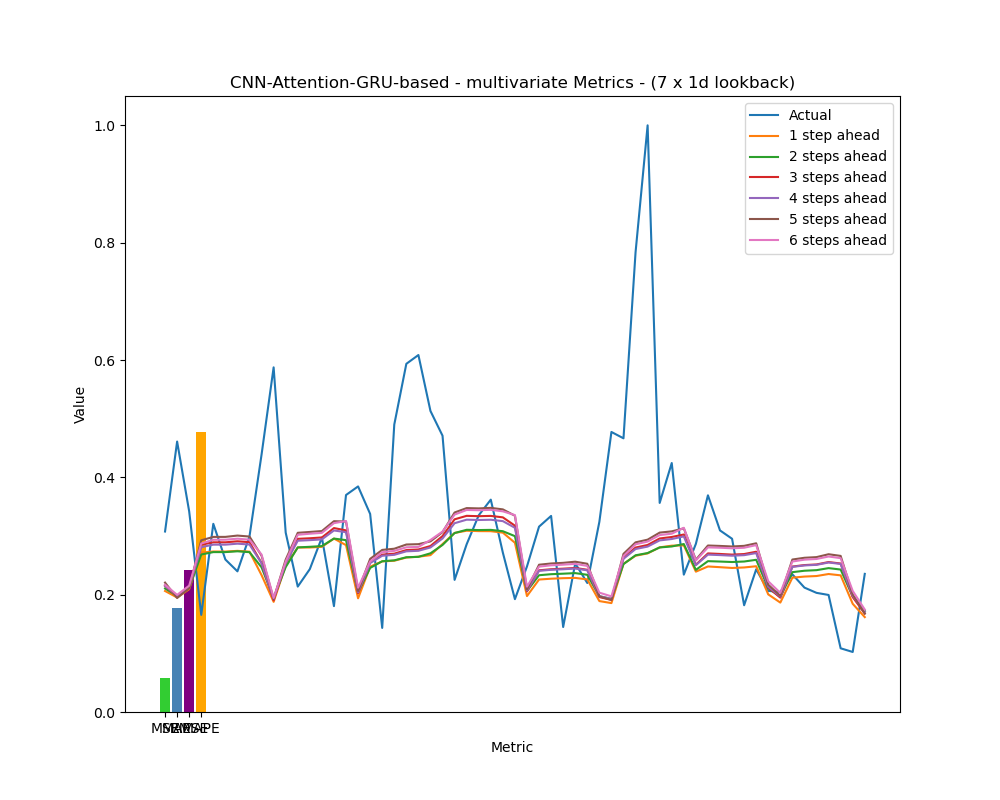 CNN-Attention-GRU-based - multivariate Metrics - (7 x 1d lookback)
Actual
1 step ahead
2 steps ahead
3 steps ahead
4 steps ahead
5 steps ahead
6 steps ahead
1.0
0.8
0.6
0.4
0.2
0.0
Value
Metric